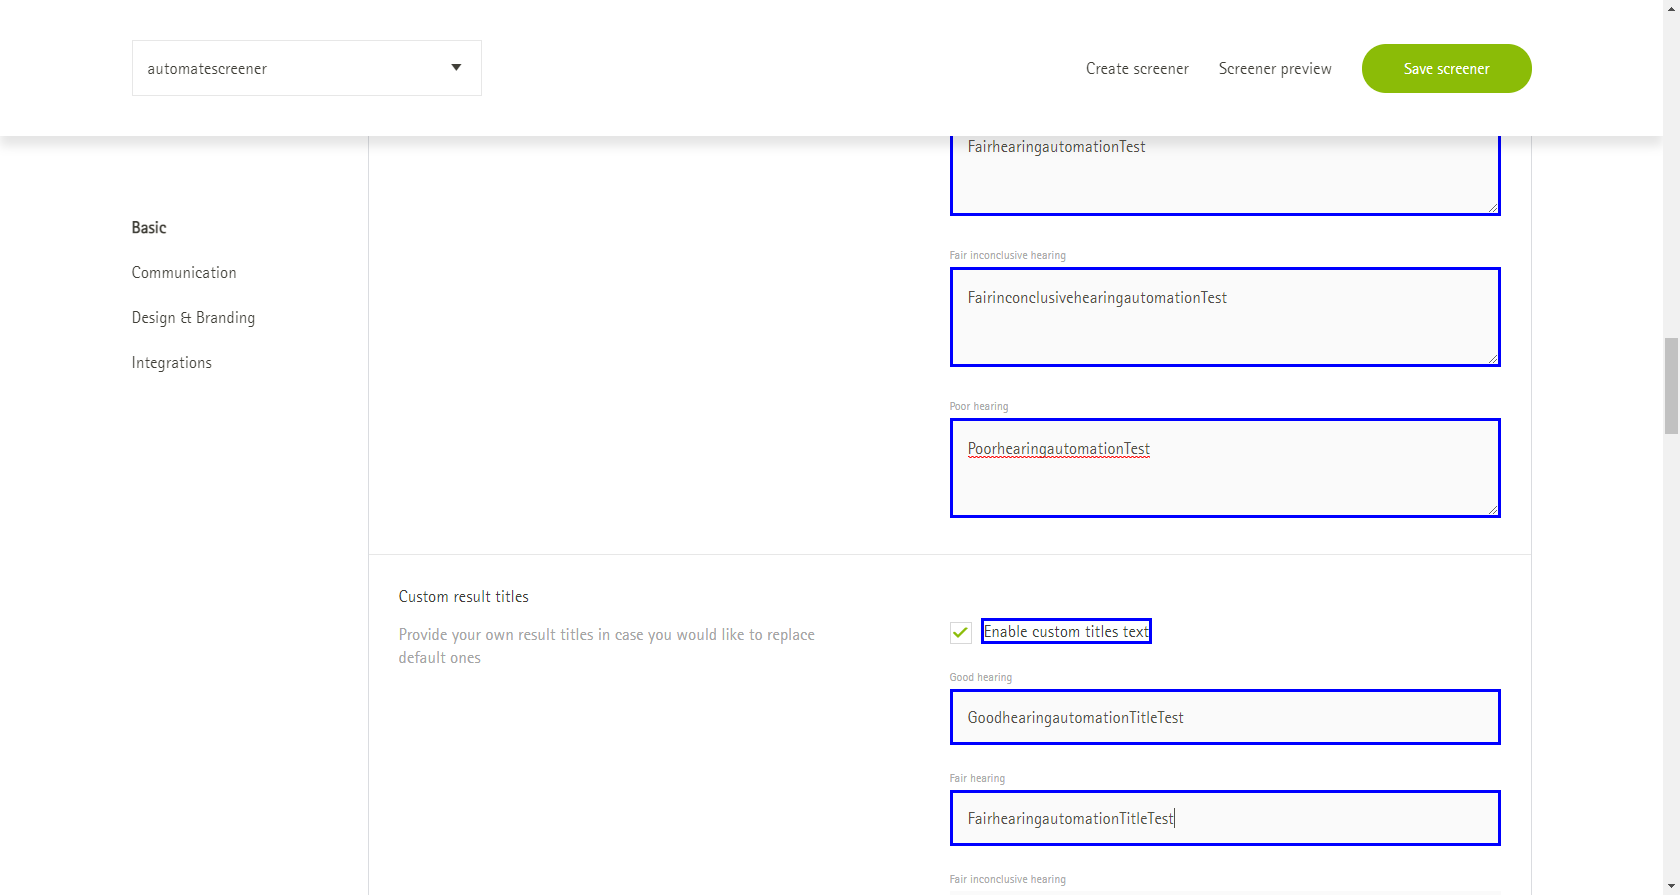 automatescreener
Create screener
Screener preview
Save screener
Basic
Communication
Design & Branding
Integrations
FairhearingautomationTest
Fair inconclusive hearing
FairinconclusivehearingautomationTest
Poor hearing
PoorhearingautomationTest
Custom result titles
Provide your own result titles in case you would like to replace
default ones
Enable custom titles text
Good hearing
GoodhearingautomationTitleTest
Fair hearing
FairhearingautomationTitleTest
Fair inconclusive hearing